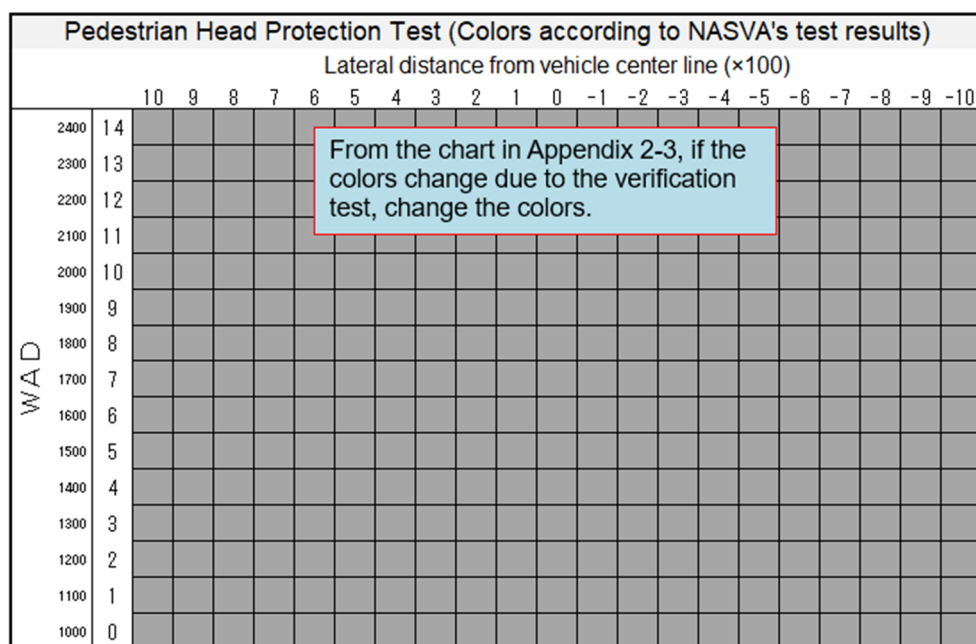 Pedestrian Head Protection Test (Colors according to NASVA's test results)
Lateral distance from vehicle center line (×100)
10 9 8 7 6 5 4 3 2 1 0 -1 -2 -3 -4 -5 -6 -7 -8 -9 -10
2400 14
From the chart in Appendix 2-3, if the
2300 13
colors change due to the verification
2200 12
test, change the colors.
2100 11
2000 10
1900 9
1800 8
WAD
1700 7
1600 6
1500 5
1400 4
1300 3
1200 2
1100 1
1000 0